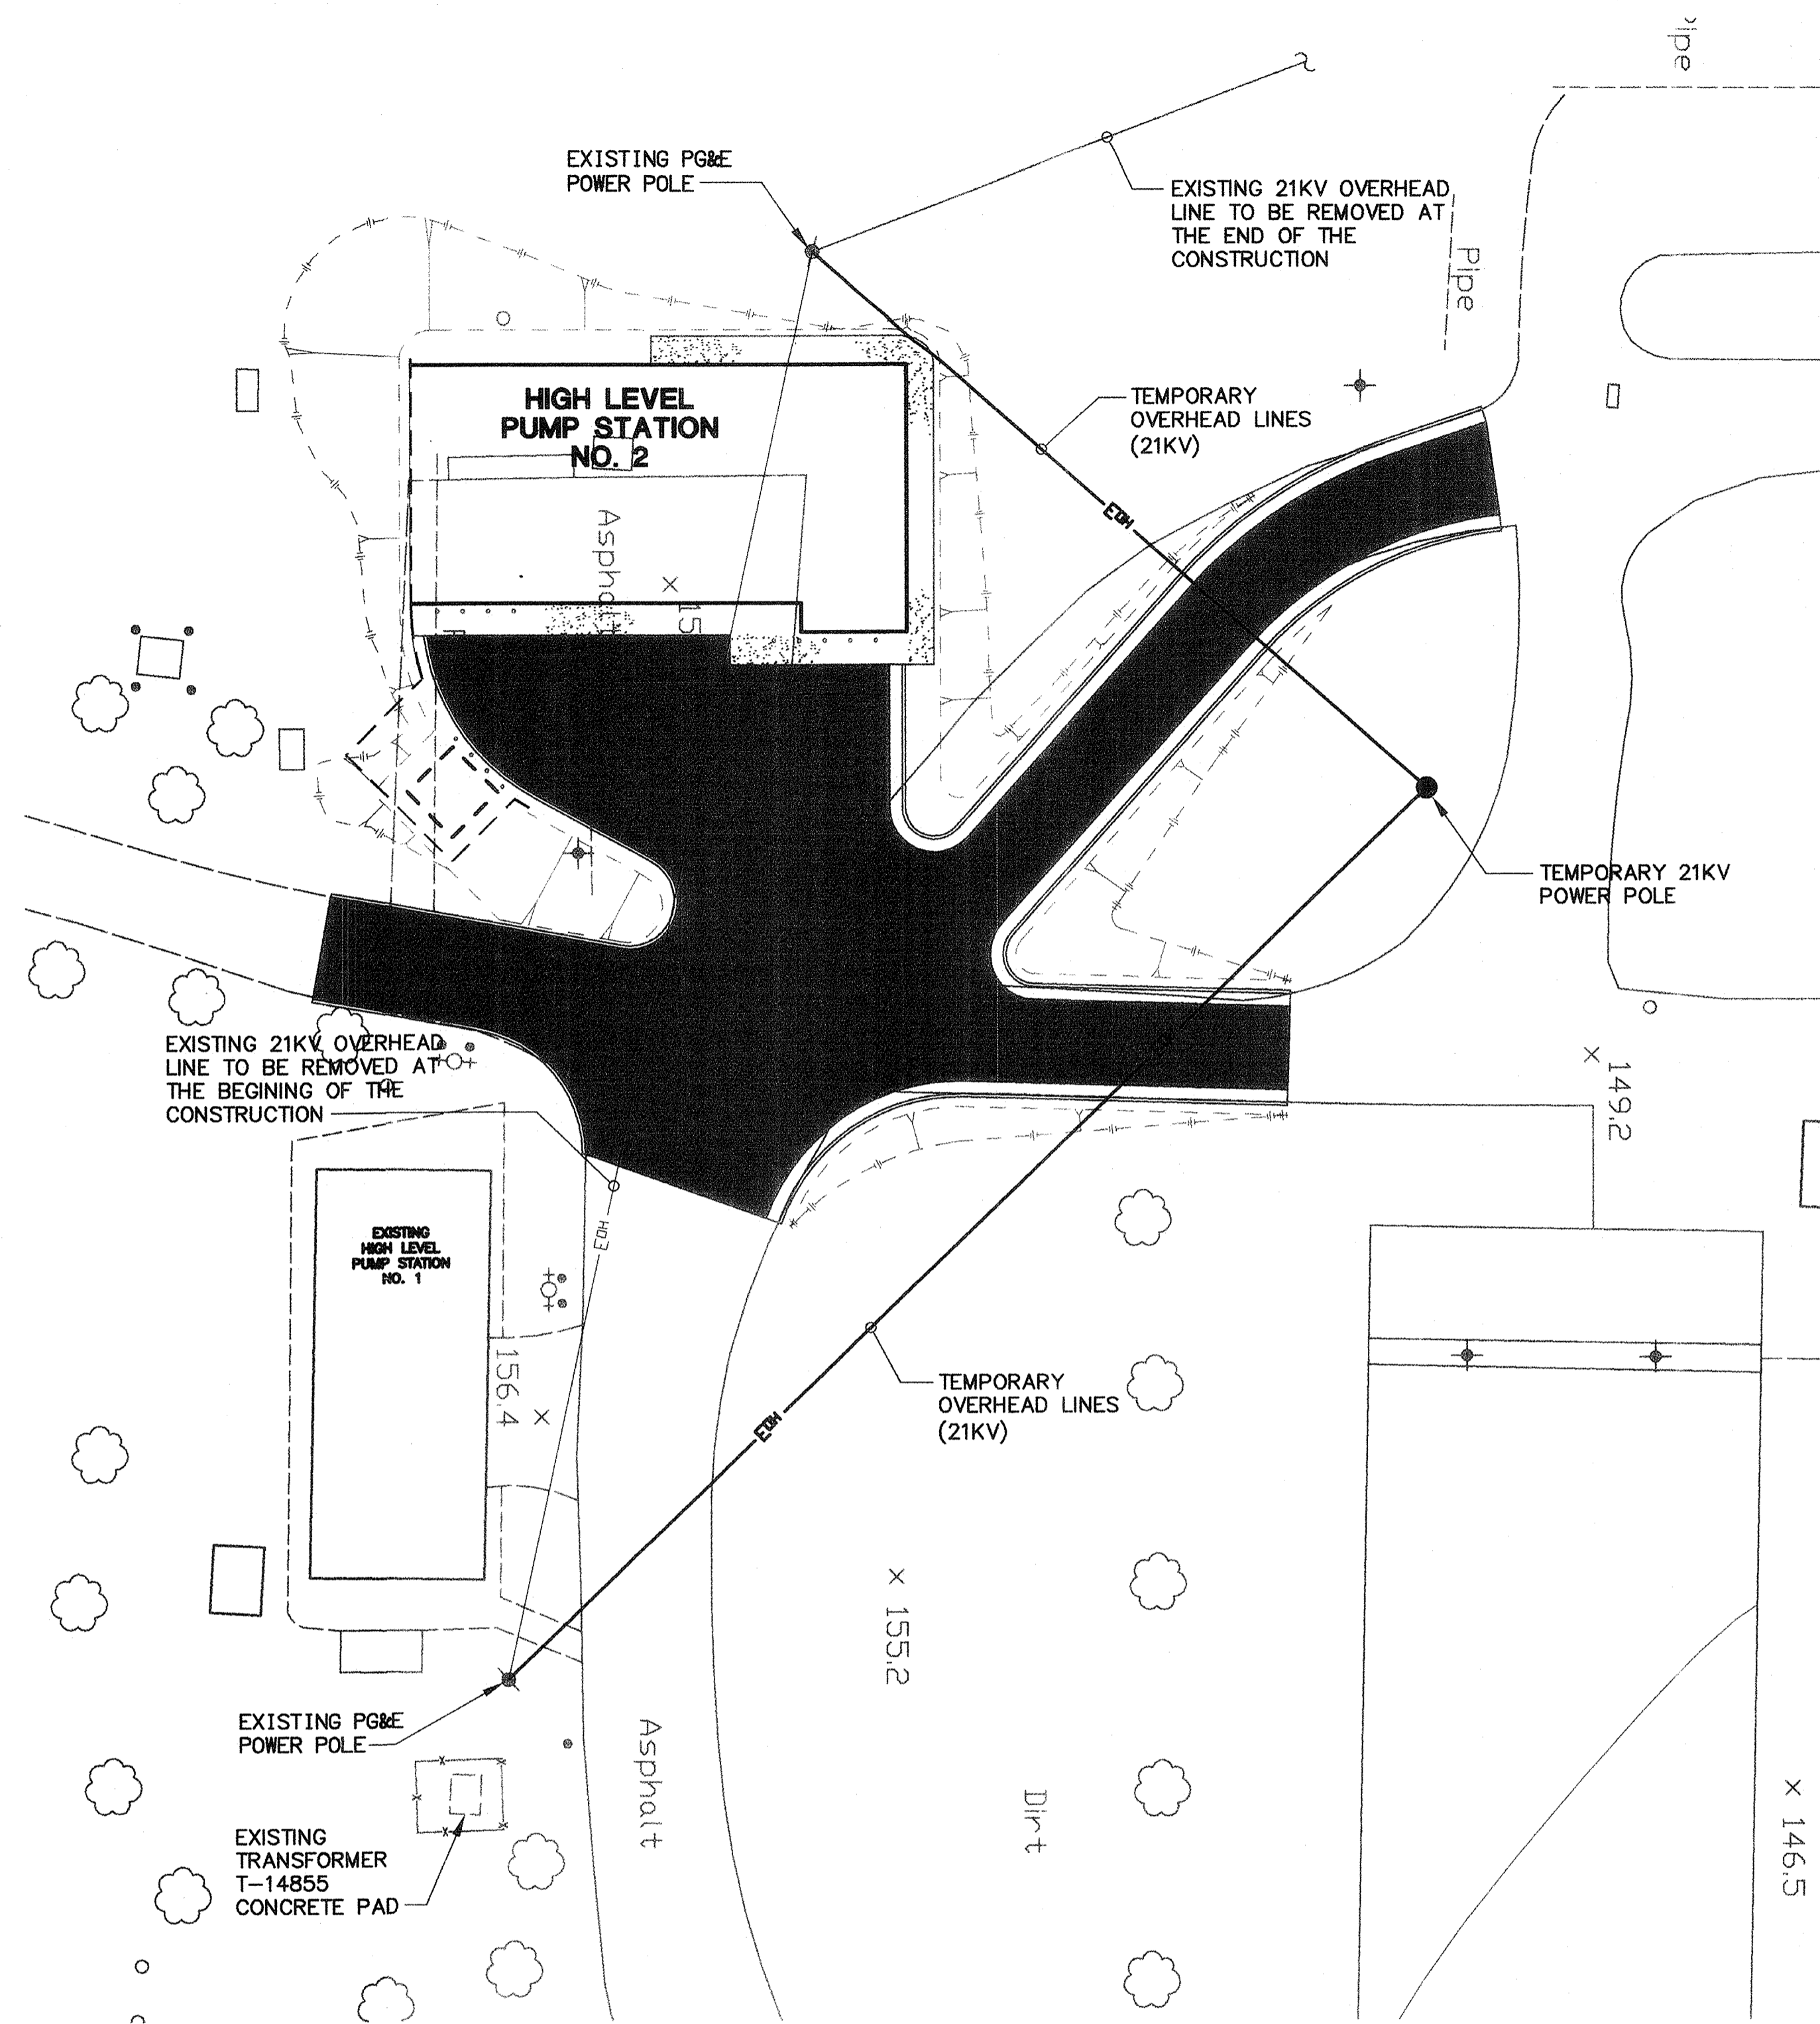 Pipe
EXISTING PG&E
POWER POLE
EXISTING 21KV OVERHEAD
LINE TO BE REMOVED AT
THE END OF THE
CONSTRUCTION
Pipe
HIGH LEVEL
PUMP STATION
NO. 2
TEMPORARY
OVERHEAD LINES
(21KV)
EOH
Asphalt
× 15
TEMPORARY 21KV
POWER POLE
EXISTING 21KV OVERHEAD
LINE TO BE REMOVED AT
THE BEGINING OF THE
CONSTRUCTION
× 149.2
EOH
EXISTING
HIGH LEVEL
PUMP STATION
NO. 1
156.4 ×
TEMPORARY
OVERHEAD LINES
(21KV)
EOH
× 155.2
EXISTING PG&E
POWER POLE
Asphalt
Dirt
× 146.5
EXISTING
TRANSFORMER
T-14855
CONCRETE PAD